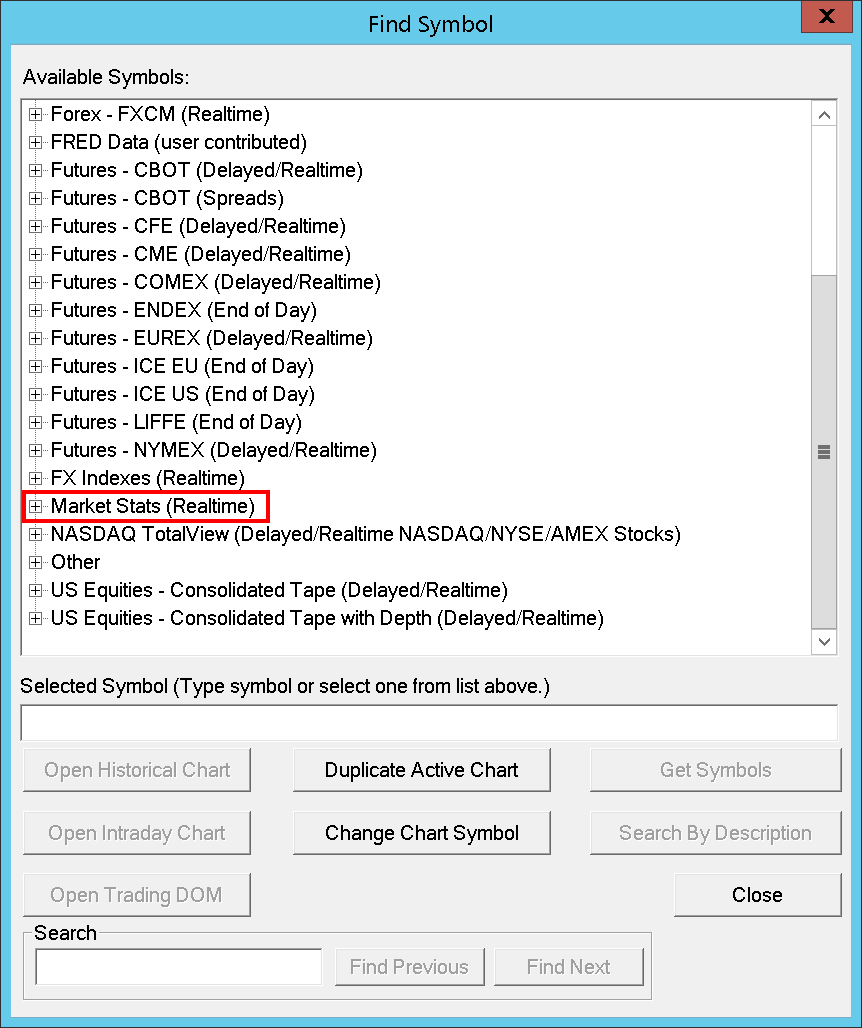 Find Symbol
X
Available Symbols:
Forex - FXCM (Realtime)
FRED Data (user contributed)
Futures - CBOT (Delayed/Realtime)
Futures - CBOT (Spreads)
Futures - CFE (Delayed/Realtime)
Futures - CME (Delayed/Realtime)
Futures - COMEX (Delayed/Realtime)
Futures - ENDEX (End of Day)
Futures - EUREX (Delayed/Realtime)
Futures - ICE EU (End of Day)
Futures - ICE US (End of Day)
Futures - LIFFE (End of Day)
Futures - NYMEX (Delayed/Realtime)
FX Indexes (Realtime)
Market Stats (Realtime)
NASDAQ TotalView (Delayed/Realtime NASDAQ/NYSE/AMEX Stocks)
Other
US Equities - Consolidated Tape (Delayed/Realtime)
US Equities - Consolidated Tape with Depth (Delayed/Realtime)
Selected Symbol (Type symbol or select one from list above.)
Open Historical Chart Duplicate Active Chart Get Symbols
Open Intraday Chart Change Chart Symbol Search By Description
Open Trading DOM Close
Search
Find Previous Find Next